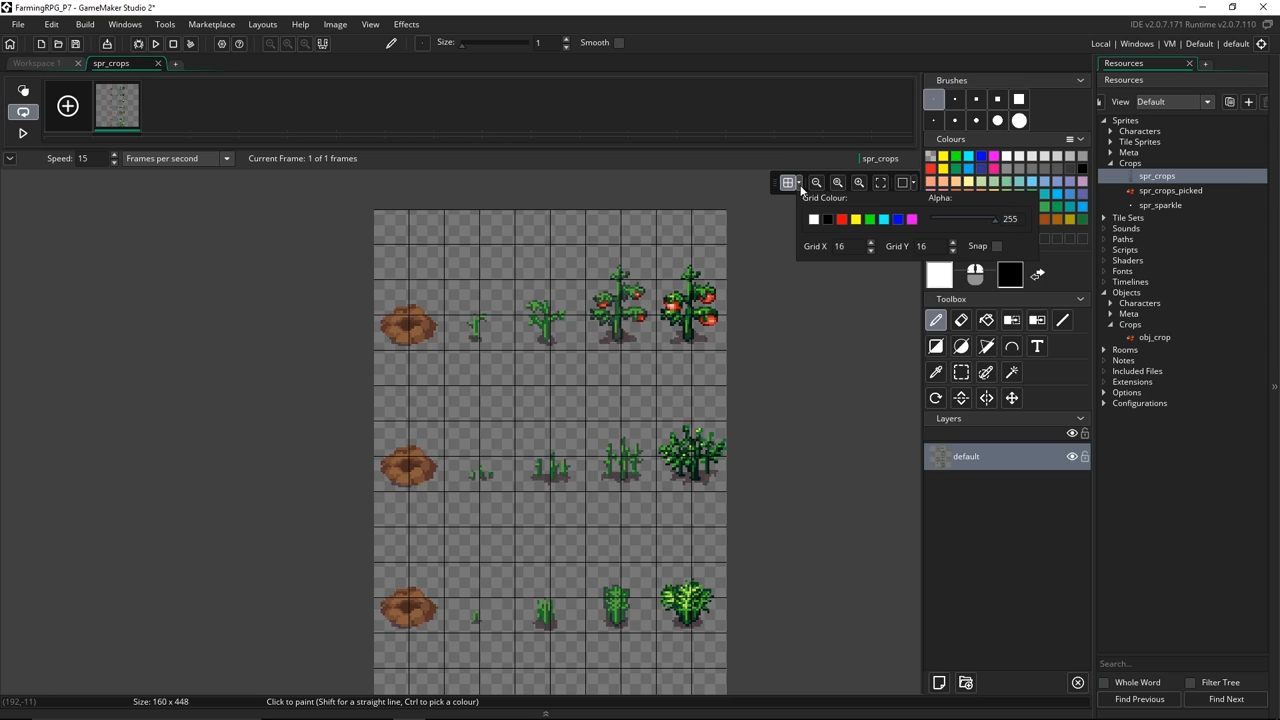 FarmingRPG_P7 - GameMaker Studio 2*
File Edit Build Windows Tools Marketplace Layouts Help Image View Effects
IDE v2.0.7.171 Runtime v2.0.7.110
Size: 1 Smooth
Local | Windows | VM | Default | default
Workspace 1 spr_crops
Resources
Brushes
Resources
View Default
Colours
Speed: 15 Frames per second Current Frame: 1 of 1 frames spr_crops
Grid Colour: Alpha:
255
Grid X 16 Grid Y 16 Snap
Toolbox
Layers
default
Sprites
Characters
Tile Sprites
Meta
Crops
spr_crops
spr_crops_picked
spr_sparkle
Tile Sets
Sounds
Paths
Scripts
Shaders
Fonts
Timelines
Objects
Characters
Meta
Crops
obj_crop
Rooms
Notes
Included Files
Extensions
Options
Configurations
Search...
Whole Word Filter Tree
Find Previous Find Next
(192,-11) Size: 160 x 448 Click to paint (Shift for a straight line, Ctrl to pick a colour)